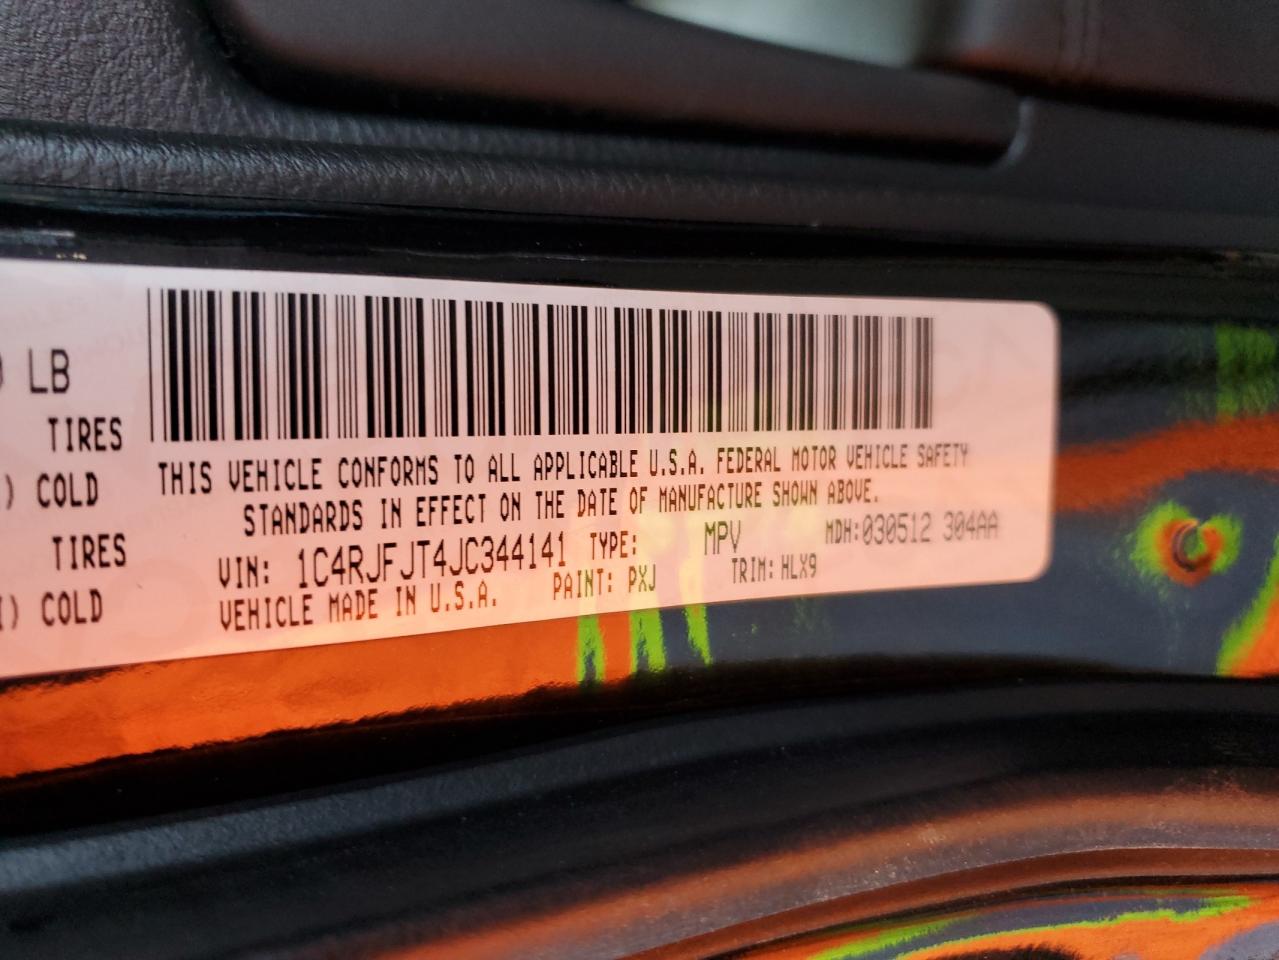 LB
TIRES
) COLD
TIRES
) COLD
THIS VEHICLE CONFORMS TO ALL APPLICABLE U.S.A. FEDERAL MOTOR VEHICLE SAFETY
STANDARDS IN EFFECT ON THE DATE OF MANUFACTURE SHOWN ABOVE.
VIN: 1C4RJFJT4JC344141 TYPE: MPV MDH:030512 304AA
VEHICLE MADE IN U.S.A. PAINT: PXJ TRIM: HLX9